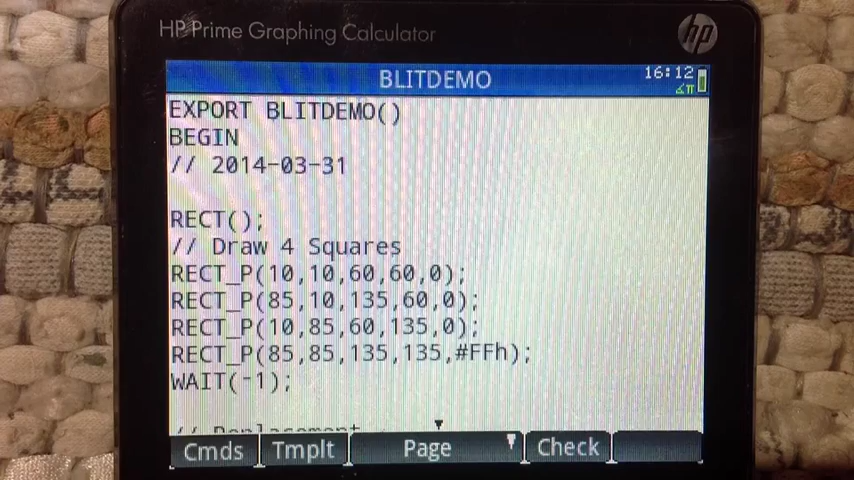 HP Prime Graphing Calculator
hp
BLITDEMO
16:12
∠π
EXPORT BLITDEMO()
BEGIN
// 2014-03-31
RECT();
// Draw 4 Squares
RECT_P(10,10,60,60,0);
RECT_P(85,10,135,60,0);
RECT_P(10,85,60,135,0);
RECT_P(85,85,135,135,#FFh);
WAIT(-1);
// Replacement
Cmds
Tmplt
Page
Check